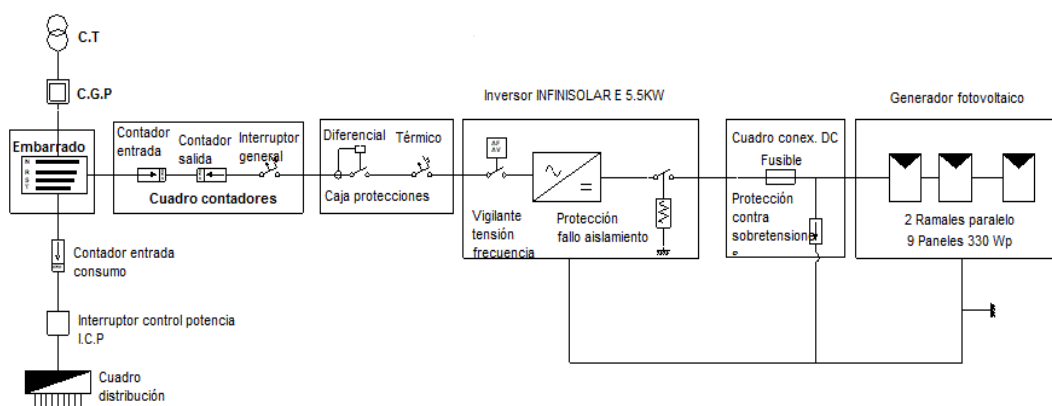 C.T
C.G.P
Embarrado
N
R S T
Contador
entrada
Contador
salida
Interruptor
general
Cuadro contadores
Diferencial
Térmico
Caja protecciones
Inversor INFINISOLAR E 5.5KW
Vigilante
tensión
frecuencia
Protección
fallo aislamiento
Cuadro conex. DC
Fusible
Protección
contra
sobretensione
Generador fotovoltaico
2 Ramales paralelo
9 Paneles 330 Wp
Contador entrada
consumo
Interruptor control potencia
I.C.P
Cuadro
distribución